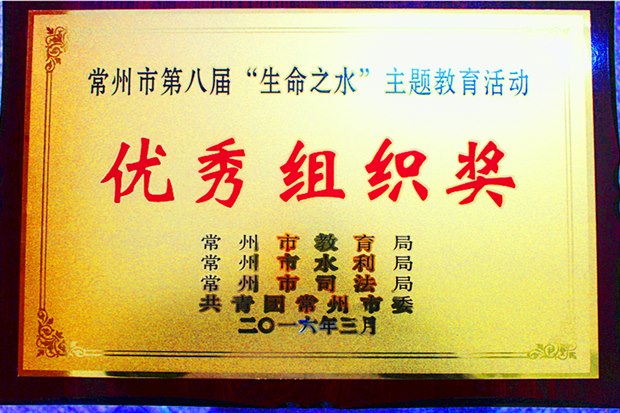 常州市第八届“生命之水”主题教育活动
优秀组织奖
常州市教育局
常州市水利局
常州市司法局
共青团常州市委
二〇一六年三月